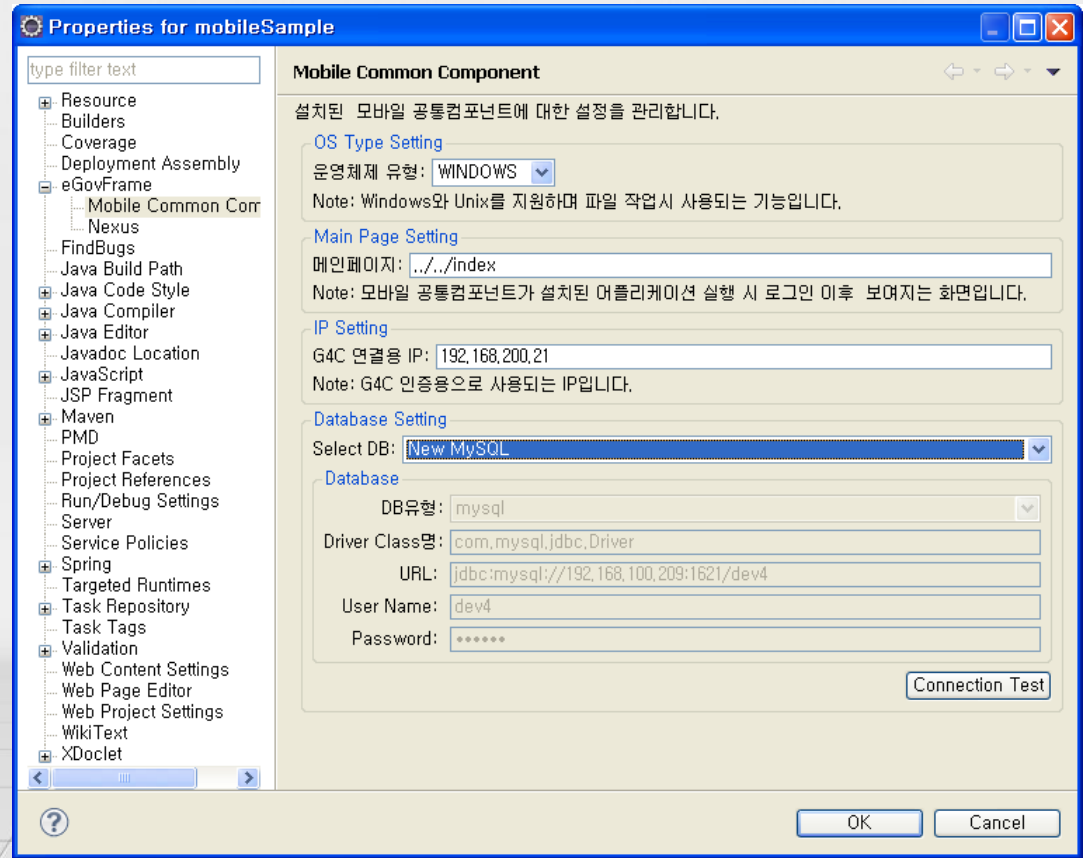 Properties for mobileSample
type filter text
Resource
Builders
Coverage
Deployment Assembly
eGovFrame
Mobile Common Com
Nexus
FindBugs
Java Build Path
Java Code Style
Java Compiler
Java Editor
Javadoc Location
JavaScript
JSP Fragment
Maven
PMD
Project Facets
Project References
Run/Debug Settings
Server
Service Policies
Spring
Targeted Runtimes
Task Repository
Task Tags
Validation
Web Content Settings
Web Page Editor
Web Project Settings
WikiText
XDoclet
Mobile Common Component
설치된 모바일 공통컴포넌트에 대한 설정을 관리합니다.
OS Type Setting
운영체제 유형: WINDOWS
Note: Windows와 Unix를 지원하며 파일 작업시 사용되는 기능입니다.
Main Page Setting
메인페이지: ../../index
Note: 모바일 공통컴포넌트가 설치된 어플리케이션 실행 시 로그인 이후 보여지는 화면입니다.
IP Setting
G4C 연결용 IP: 192.168.200.21
Note: G4C 인증용으로 사용되는 IP입니다.
Database Setting
Select DB: New MySQL
Database
DB유형: mysql
Driver Class명: com.mysql.jdbc.Driver
URL: jdbc:mysql://192.168.100.209:1621/dev4
User Name: dev4
Password: ••••••
Connection Test
OK Cancel